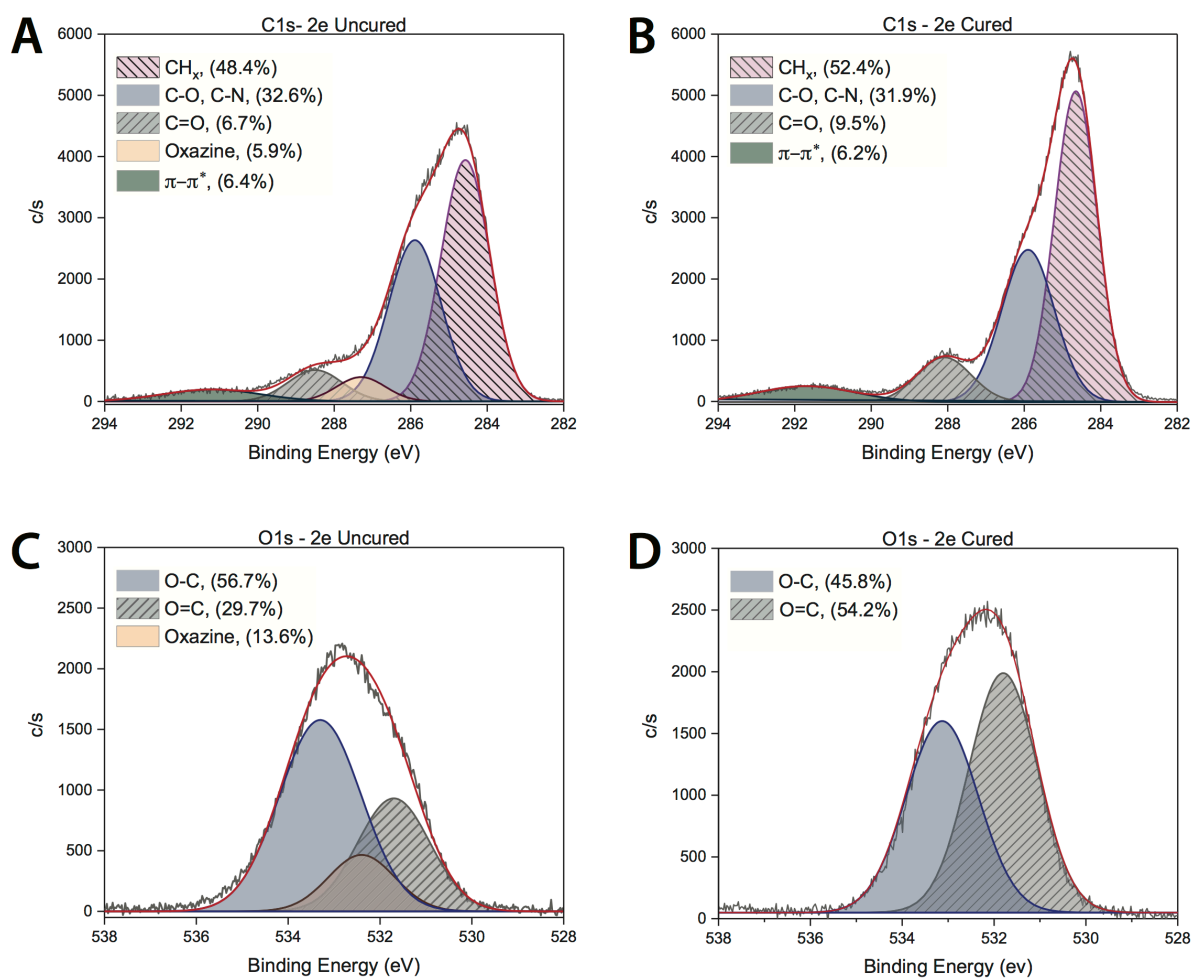 A
C1s- 2e Uncured
CHx, (48.4%)
C-O, C-N, (32.6%)
C=O, (6.7%)
Oxazine, (5.9%)
π–π*, (6.4%)
6000
5000
4000
3000
2000
1000
0
c/s
294 292 290 288 286 284 282
Binding Energy (eV)
B
C1s - 2e Cured
CHx, (52.4%)
C-O, C-N, (31.9%)
C=O, (9.5%)
π–π*, (6.2%)
6000
5000
4000
3000
2000
1000
0
c/s
294 292 290 288 286 284 282
Binding Energy (eV)
C
O1s - 2e Uncured
O-C, (56.7%)
O=C, (29.7%)
Oxazine, (13.6%)
3000
2500
2000
1500
1000
500
0
c/s
538 536 534 532 530 528
Binding Energy (eV)
D
O1s - 2e Cured
O-C, (45.8%)
O=C, (54.2%)
3000
2500
2000
1500
1000
500
0
c/s
538 536 534 532 530 528
Binding Energy (ev)